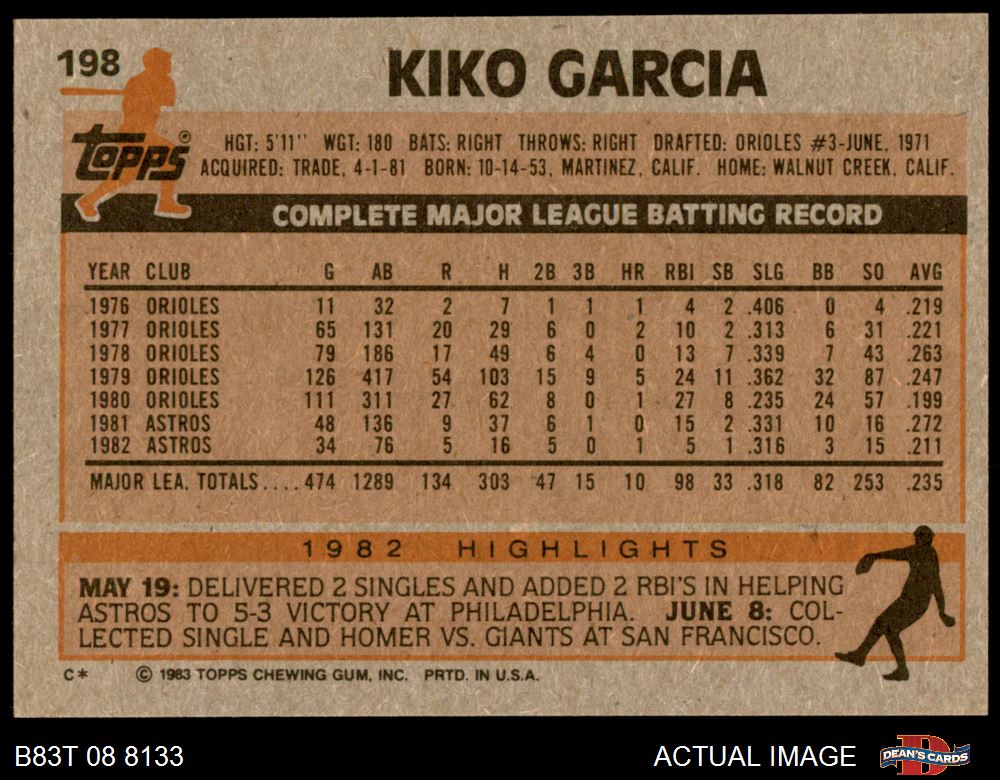 198
KIKO GARCIA
topps®
HGT: 5'11'' WGT: 180 BATS: RIGHT THROWS: RIGHT DRAFTED: ORIOLES #3-JUNE, 1971
ACQUIRED: TRADE, 4-1-81 BORN: 10-14-53, MARTINEZ, CALIF. HOME: WALNUT CREEK, CALIF.
COMPLETE MAJOR LEAGUE BATTING RECORD
YEAR CLUB G AB R H 2B 3B HR RBI SB SLG BB SO AVG
1976 ORIOLES 11 32 2 7 1 1 1 4 2 .406 0 4 .219
1977 ORIOLES 65 131 20 29 6 0 2 10 2 .313 6 31 .221
1978 ORIOLES 79 186 17 49 6 4 0 13 7 .339 7 43 .263
1979 ORIOLES 126 417 54 103 15 9 5 24 11 .362 32 87 .247
1980 ORIOLES 111 311 27 62 8 0 1 27 8 .235 24 57 .199
1981 ASTROS 48 136 9 37 6 1 0 15 2 .331 10 16 .272
1982 ASTROS 34 76 5 16 5 0 1 5 1 .316 3 15 .211
MAJOR LEA. TOTALS....474 1289 134 303 47 15 10 98 33 .318 82 253 .235
1982 HIGHLIGHTS
MAY 19: DELIVERED 2 SINGLES AND ADDED 2 RBI'S IN HELPING
ASTROS TO 5-3 VICTORY AT PHILADELPHIA. JUNE 8: COL-
LECTED SINGLE AND HOMER VS. GIANTS AT SAN FRANCISCO.
C* © 1983 TOPPS CHEWING GUM, INC. PRTD. IN U.S.A.
B83T 08 8133 ACTUAL IMAGE DEAN'S CARDS